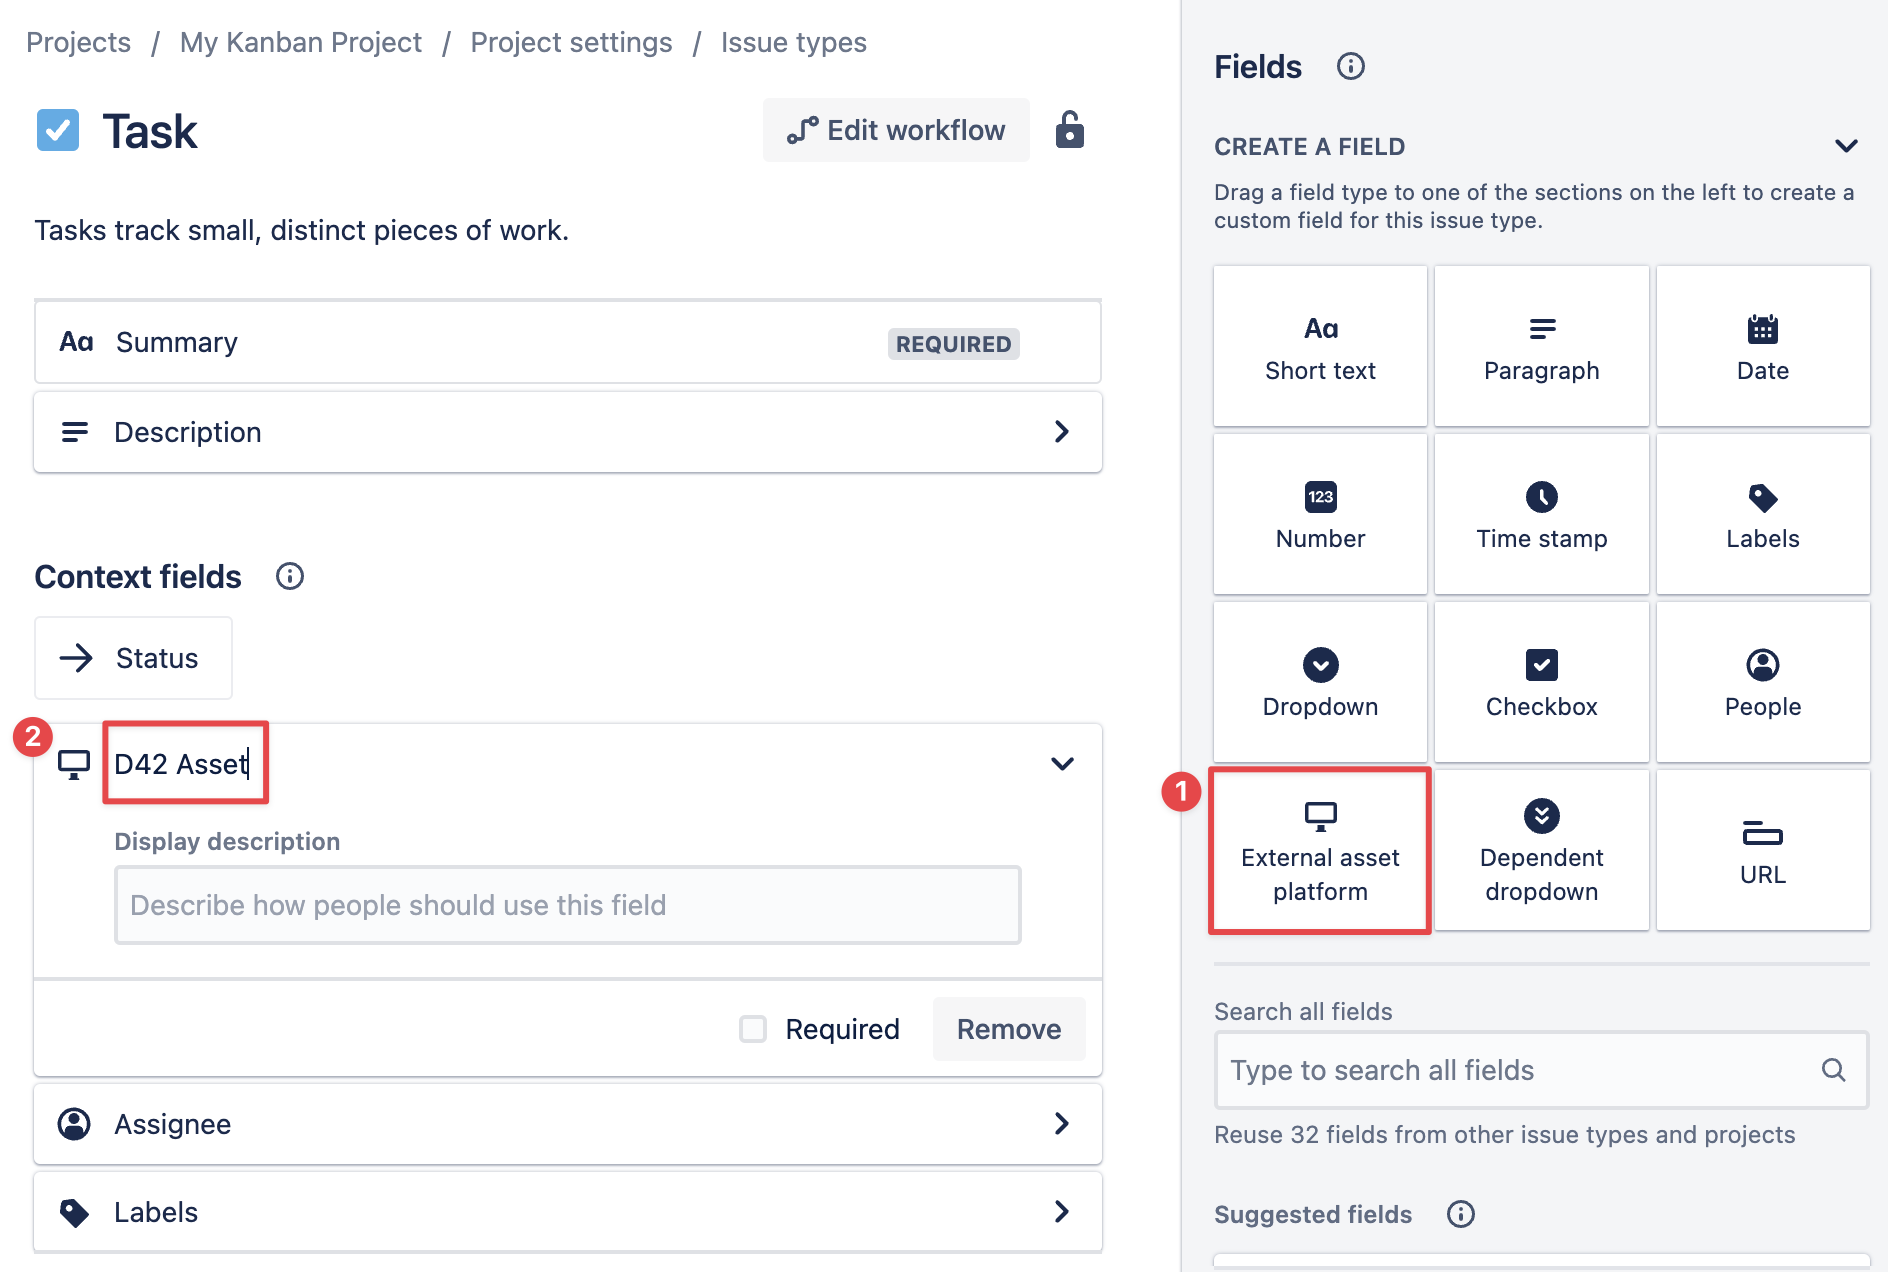 Projects / My Kanban Project / Project settings / Issue types
Task
Edit workflow
Tasks track small, distinct pieces of work.
Aa Summary REQUIRED
Description
Context fields
Status
2
D42 Asset
Display description
Describe how people should use this field
Required Remove
Assignee
Labels
Fields
CREATE A FIELD
Drag a field type to one of the sections on the left to create a
custom field for this issue type.
Aa
Short text
Paragraph
Date
123
Number
Time stamp
Labels
Dropdown
Checkbox
People
1
External asset
platform
Dependent
dropdown
URL
Search all fields
Type to search all fields
Reuse 32 fields from other issue types and projects
Suggested fields